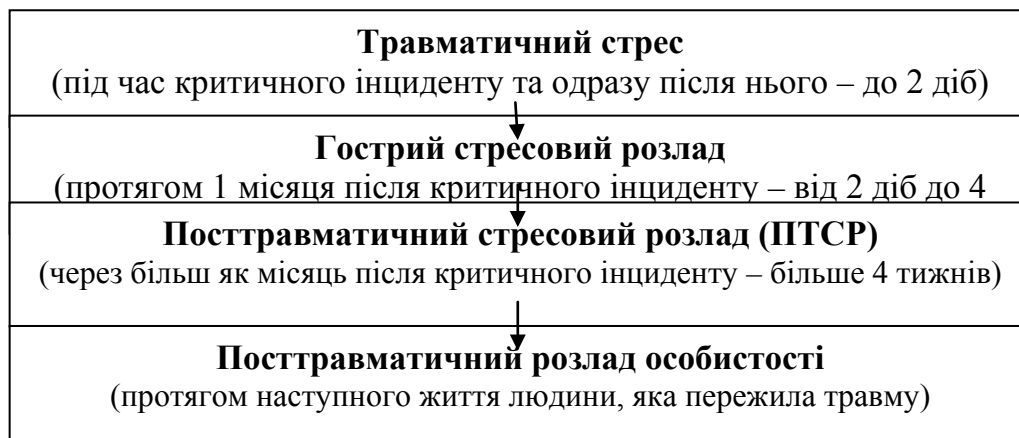 Травматичний стрес
(під час критичного інциденту та одразу після нього – до 2 діб)
Гострий стресовий розлад
(протягом 1 місяця після критичного інциденту – від 2 діб до 4
Посттравматичний стресовий розлад (ПТСР)
(через більш як місяць після критичного інциденту – більше 4 тижнів)
Посттравматичний розлад особистості
(протягом наступного життя людини, яка пережила травму)